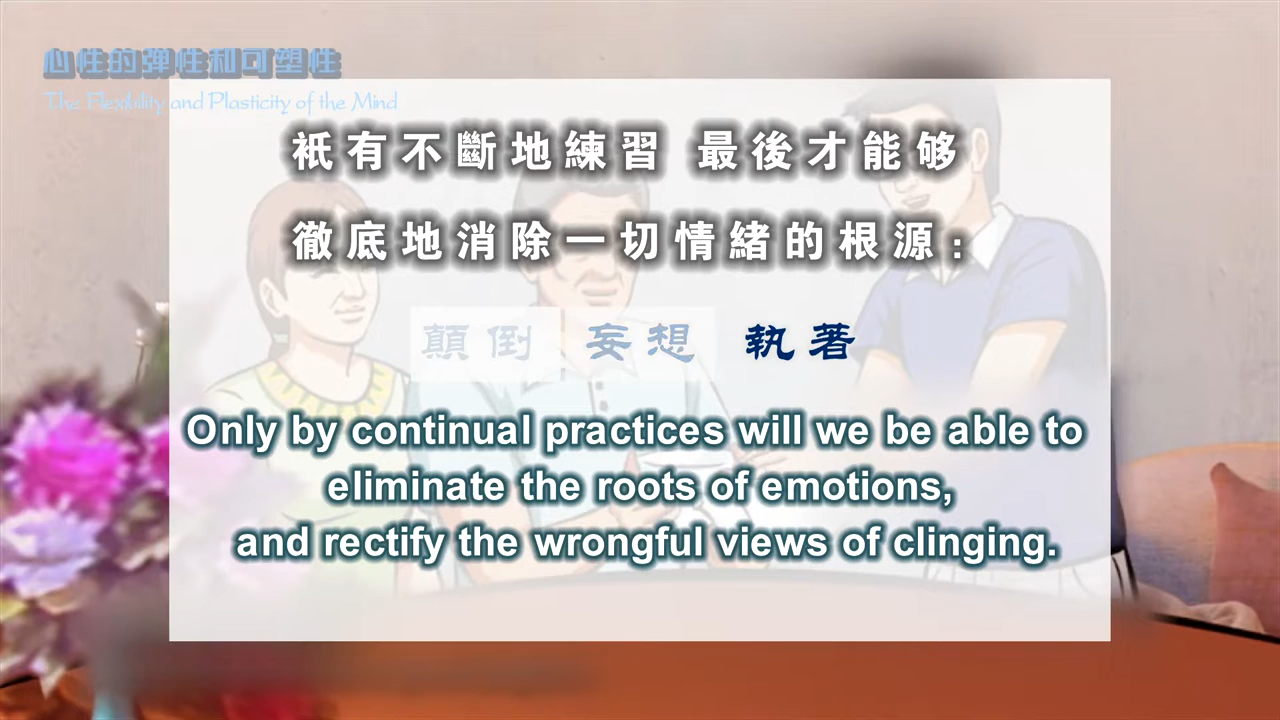 心性的弹性和可塑性
The Flexibility and Plasticity of the Mind
祇有不斷地練習 最後才能够
徹底地消除一切情緒的根源：
顛倒 妄想 執著
Only by continual practices will we be able to
eliminate the roots of emotions,
and rectify the wrongful views of clinging.